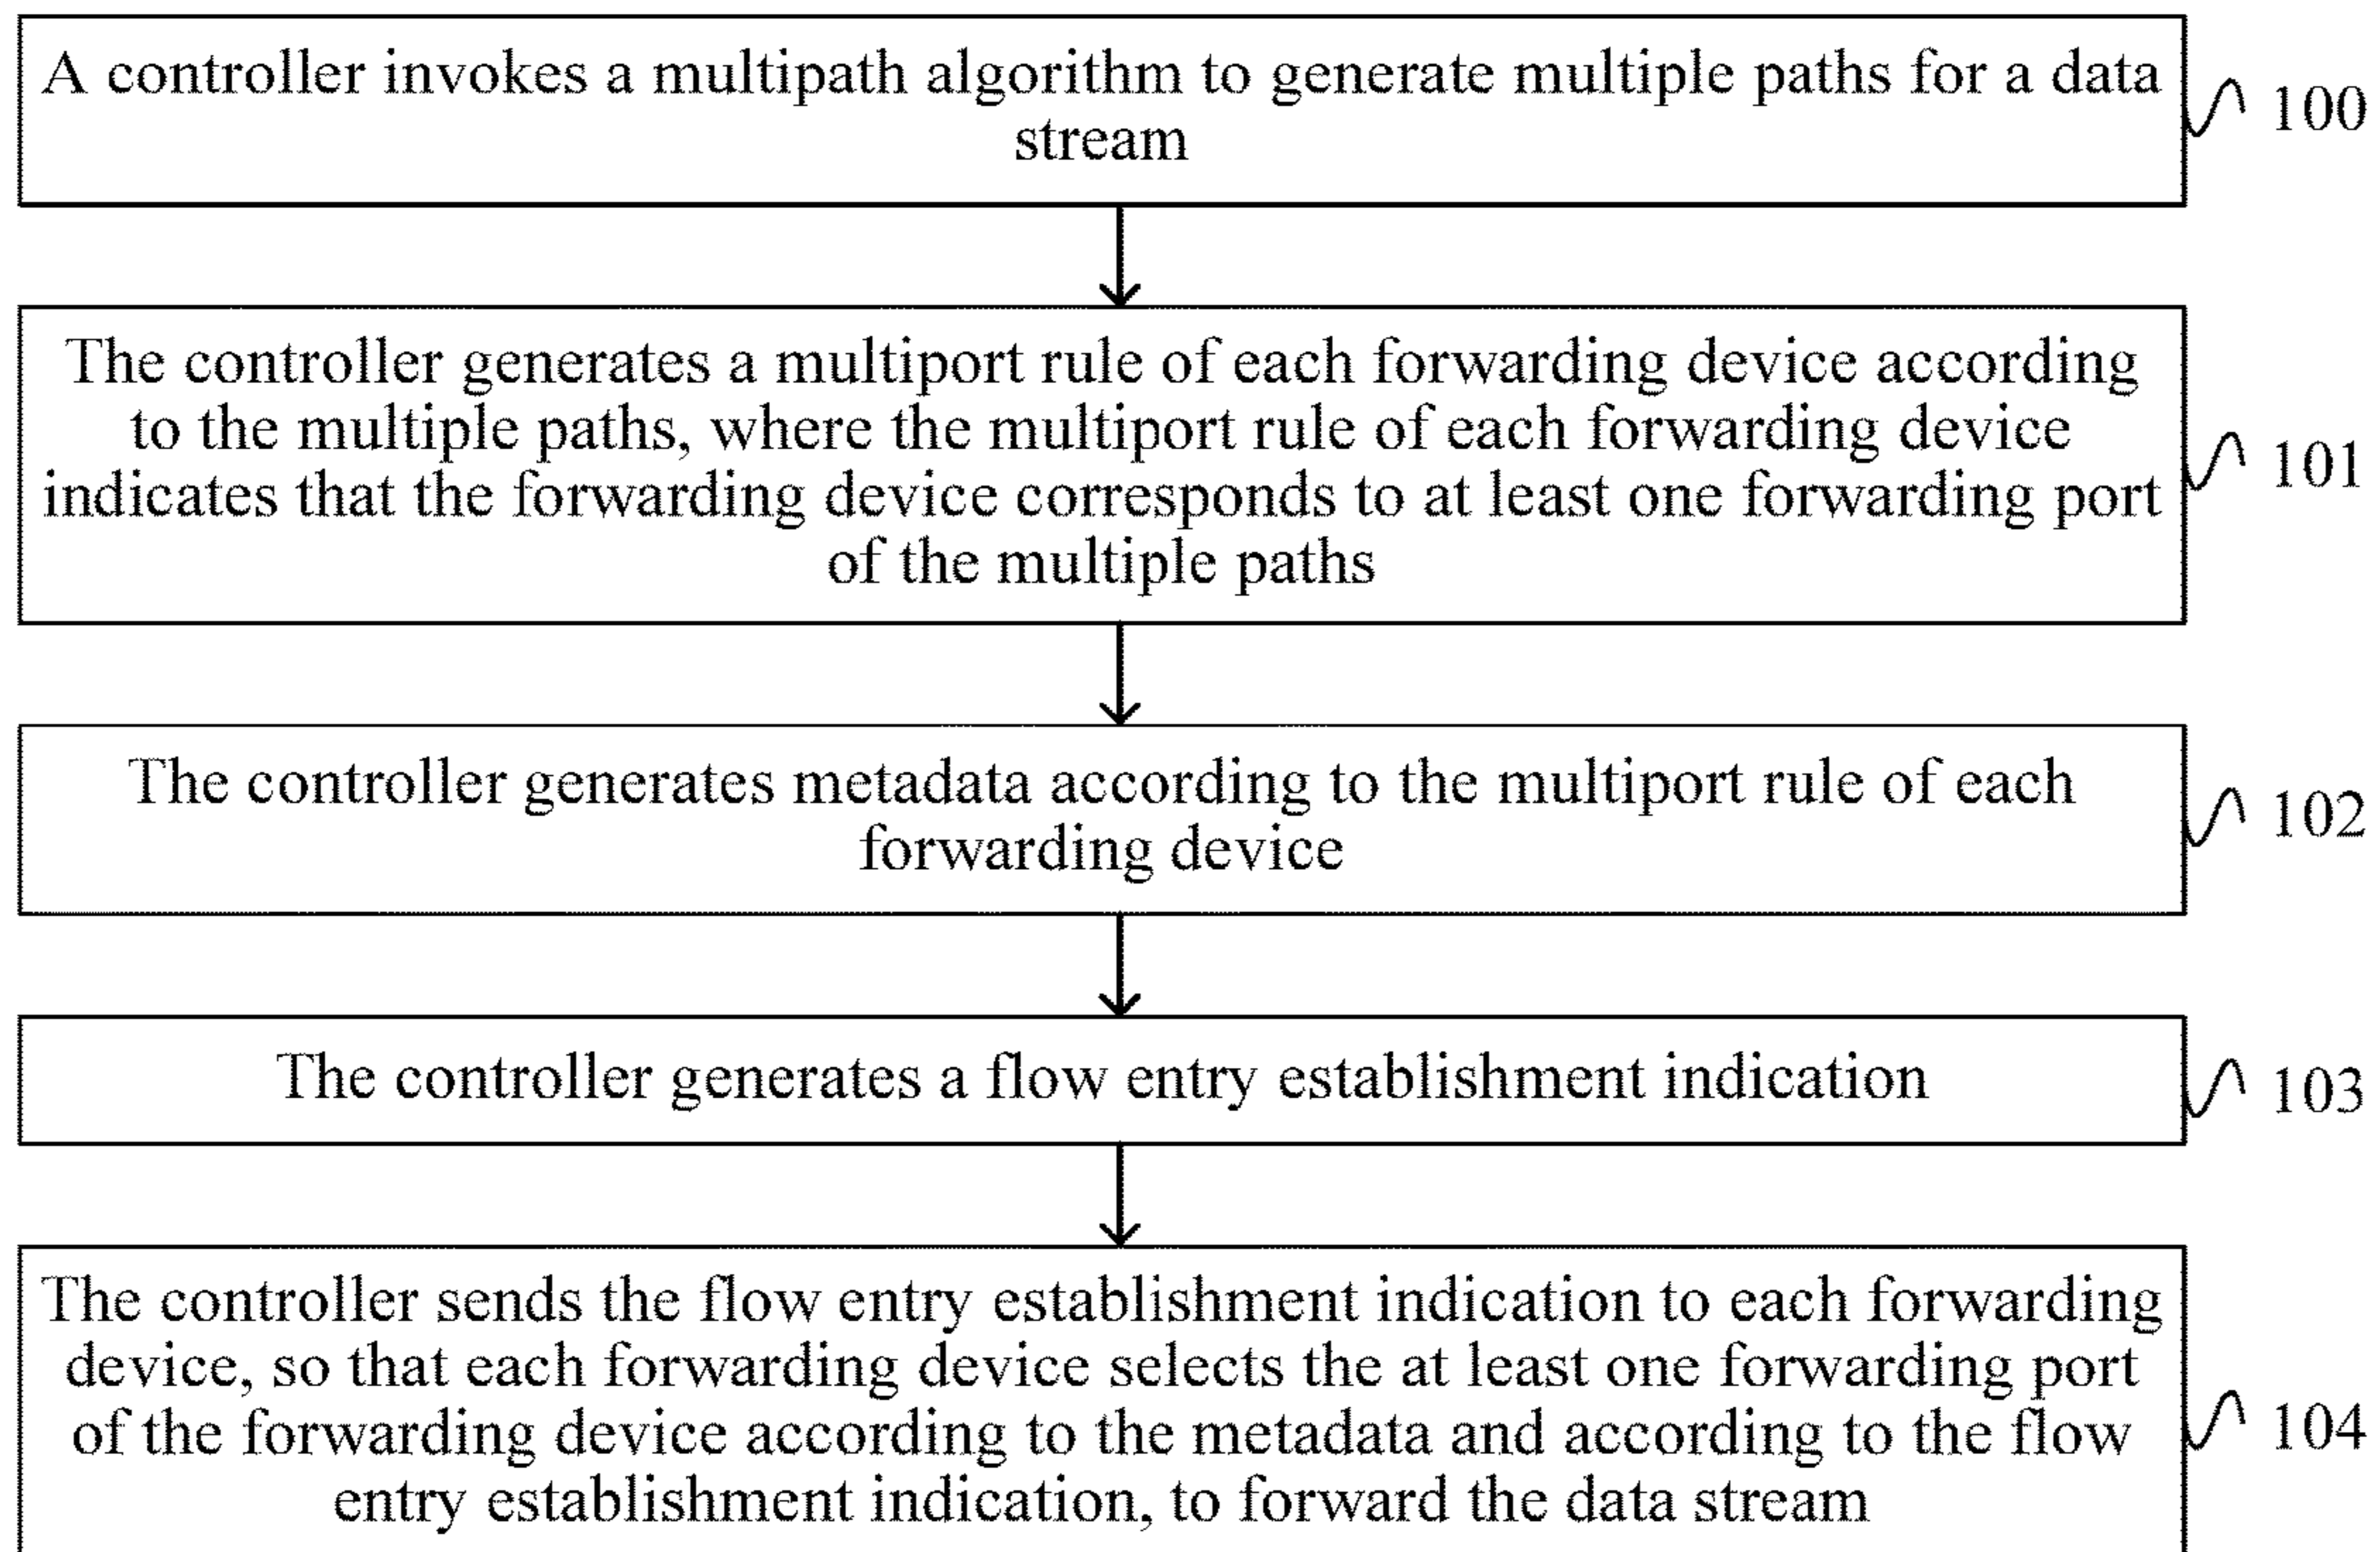 A controller invokes a multipath algorithm to generate multiple paths for a data
stream
100
The controller generates a multiport rule of each forwarding device according
to the multiple paths, where the multiport rule of each forwarding device
indicates that the forwarding device corresponds to at least one forwarding port
of the multiple paths
101
The controller generates metadata according to the multiport rule of each
forwarding device
102
The controller generates a flow entry establishment indication
103
The controller sends the flow entry establishment indication to each forwarding
device, so that each forwarding device selects the at least one forwarding port
of the forwarding device according to the metadata and according to the flow
entry establishment indication, to forward the data stream
104